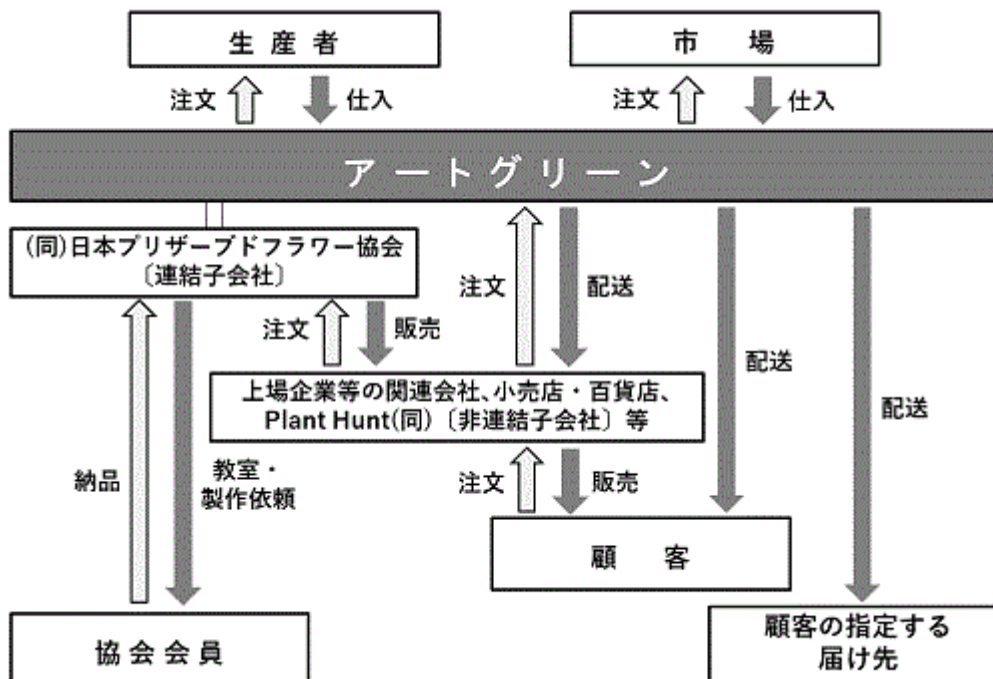 生産者
市場
注文
仕入
注文
仕入
アートグリーン
(同)日本プリザーブドフラワー協会
〔連結子会社〕
注文
配送
注文
販売
配送
配送
上場企業等の関連会社、小売店・百貨店、
Plant Hunt(同)〔非連結子会社〕等
納品
教室・
製作依頼
注文
販売
顧客
協会会員
顧客の指定する
届け先